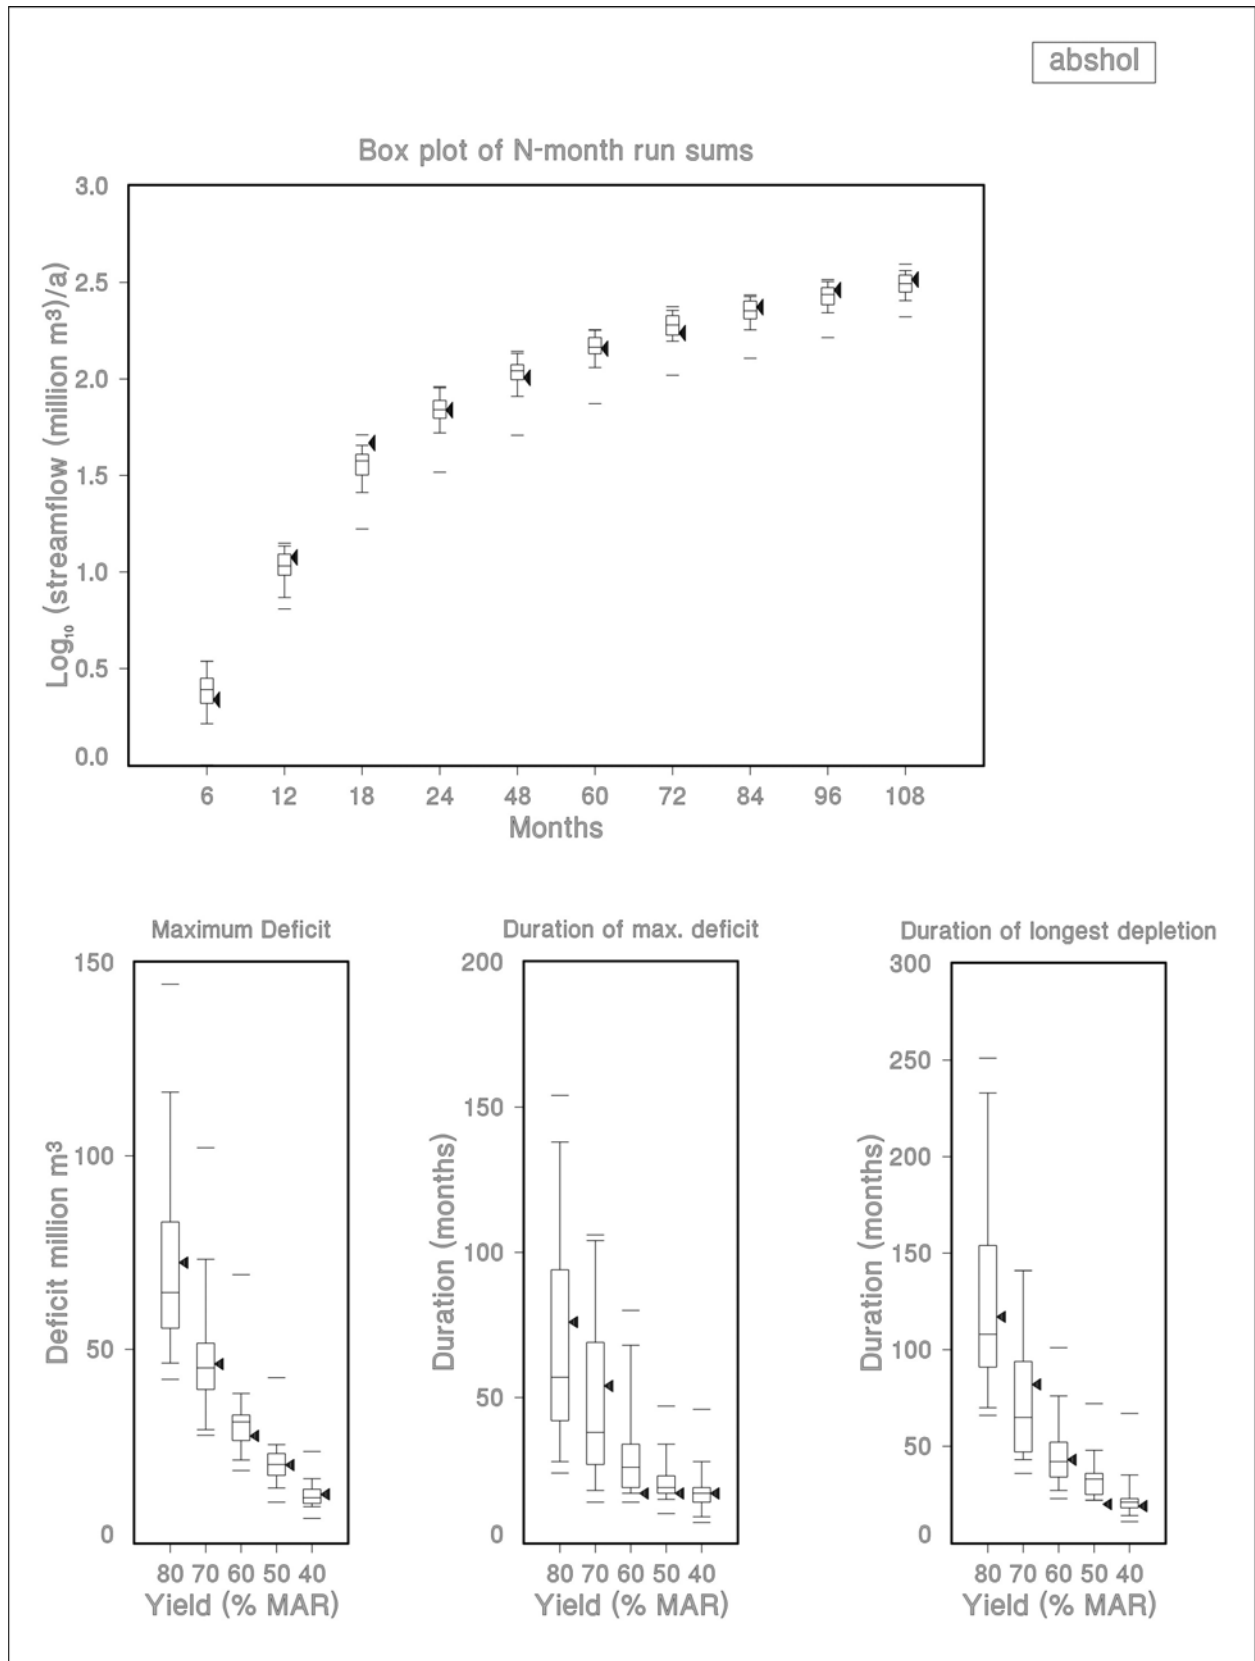 abshol
Box plot of N-month run sums
Log₁₀ (streamflow (million m³)/a)
3.0
2.5
2.0
1.5
1.0
0.5
0.0
6 12 18 24 48 60 72 84 96 108
Months
Maximum Deficit
Deficit million m³
150
100
50
0
80 70 60 50 40
Yield (% MAR)
Duration of max. deficit
Duration (months)
200
150
100
50
0
80 70 60 50 40
Yield (% MAR)
Duration of longest depletion
Duration (months)
300
250
200
150
100
50
0
80 70 60 50 40
Yield (% MAR)